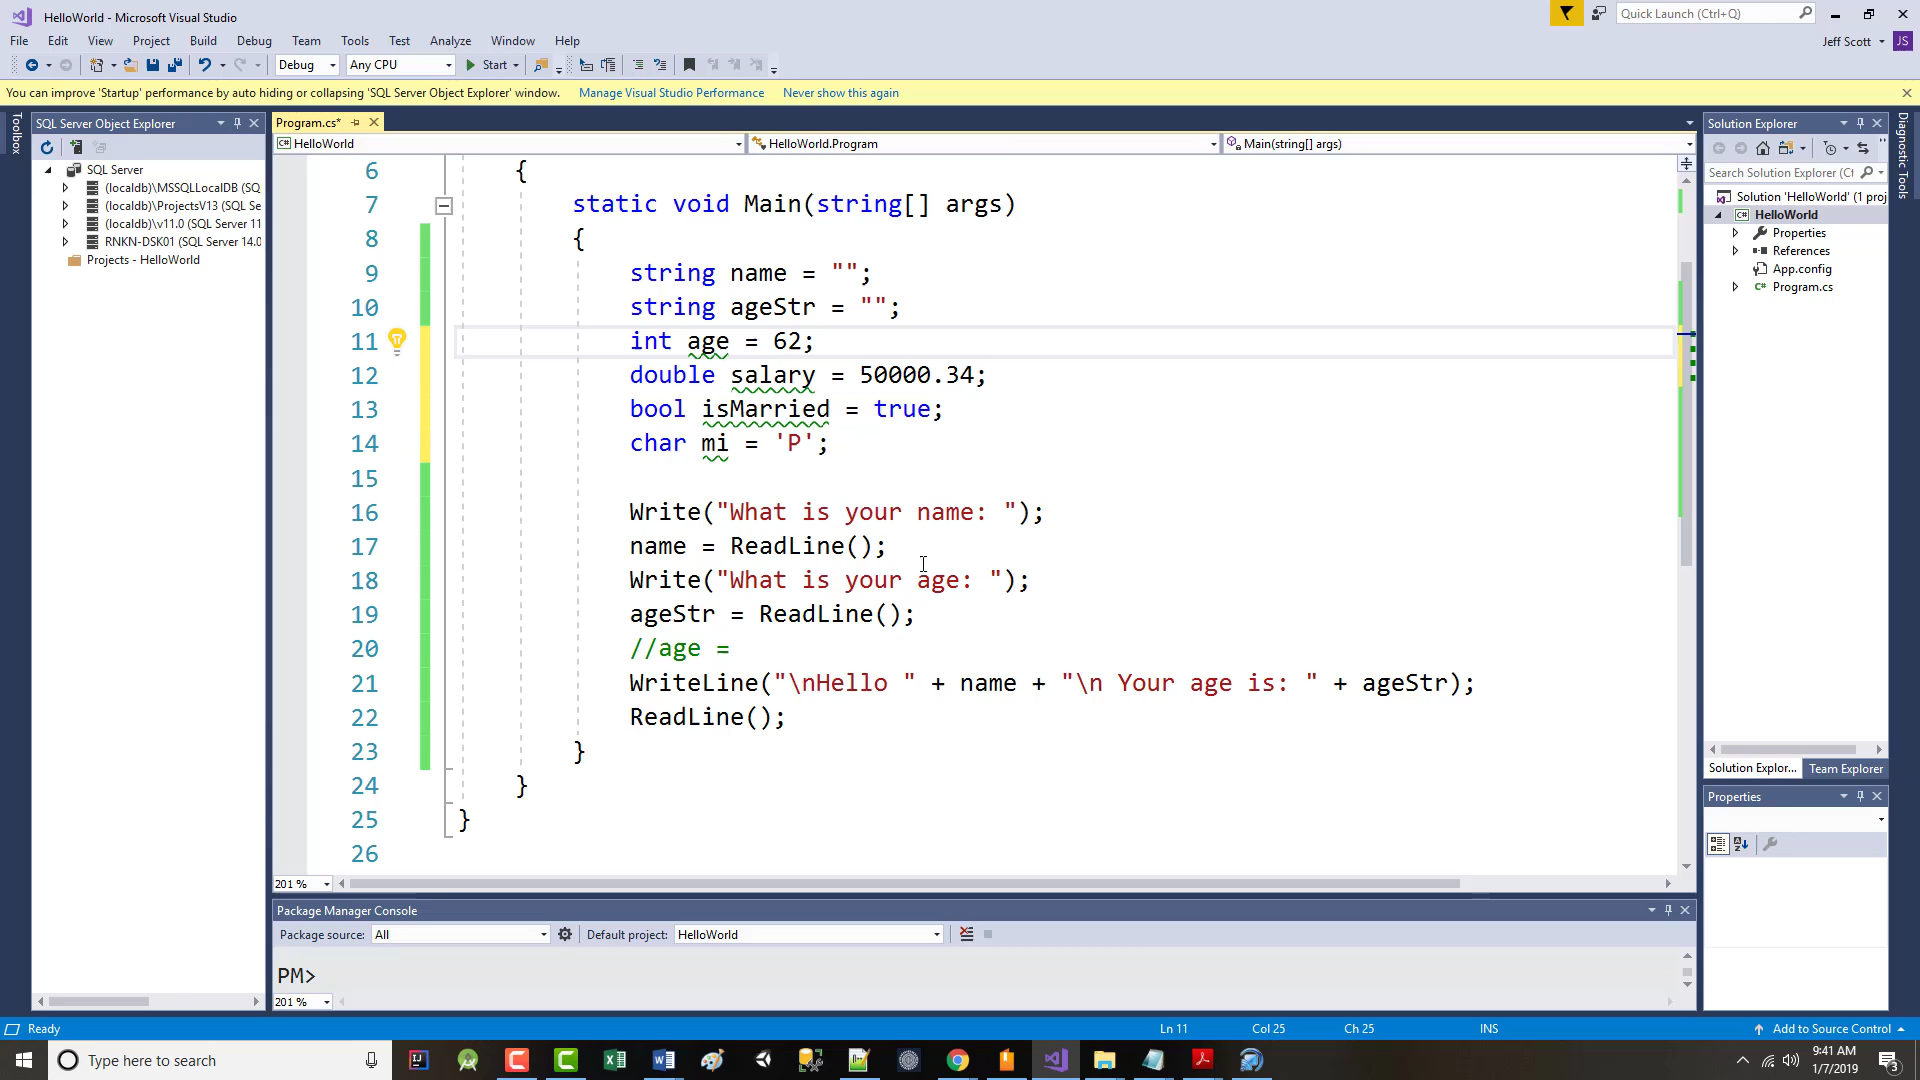 HelloWorld - Microsoft Visual Studio
Quick Launch (Ctrl+Q)
File Edit View Project Build Debug Team Tools Test Analyze Window Help
Jeff Scott JS
Debug Any CPU Start
You can improve 'Startup' performance by auto hiding or collapsing 'SQL Server Object Explorer' window. Manage Visual Studio Performance Never show this again
Toolbox
SQL Server Object Explorer
SQL Server
(localdb)\MSSQLLocalDB (SQ
(localdb)\ProjectsV13 (SQL Se
(localdb)\v11.0 (SQL Server 11
RNKN-DSK01 (SQL Server 14.0
Projects - HelloWorld
Program.cs*
HelloWorld HelloWorld.Program Main(string[] args)
6 {
7 static void Main(string[] args)
8 {
9 string name = "";
10 string ageStr = "";
11 int age = 62;
12 double salary = 50000.34;
13 bool isMarried = true;
14 char mi = 'P';
15
16 Write("What is your name: ");
17 name = ReadLine();
18 Write("What is your age: ");
19 ageStr = ReadLine();
20 //age =
21 WriteLine("\nHello " + name + "\n Your age is: " + ageStr);
22 ReadLine();
23 }
24 }
25 }
26
201 %
Package Manager Console
Package source: All Default project: HelloWorld
PM>
201 %
Solution Explorer
Search Solution Explorer (Ct
Solution 'HelloWorld' (1 proj
HelloWorld
Properties
References
App.config
Program.cs
Solution Explor... Team Explorer
Properties
Diagnostic Tools
Ready Ln 11 Col 25 Ch 25 INS Add to Source Control
Type here to search
9:41 AM
1/7/2019
3